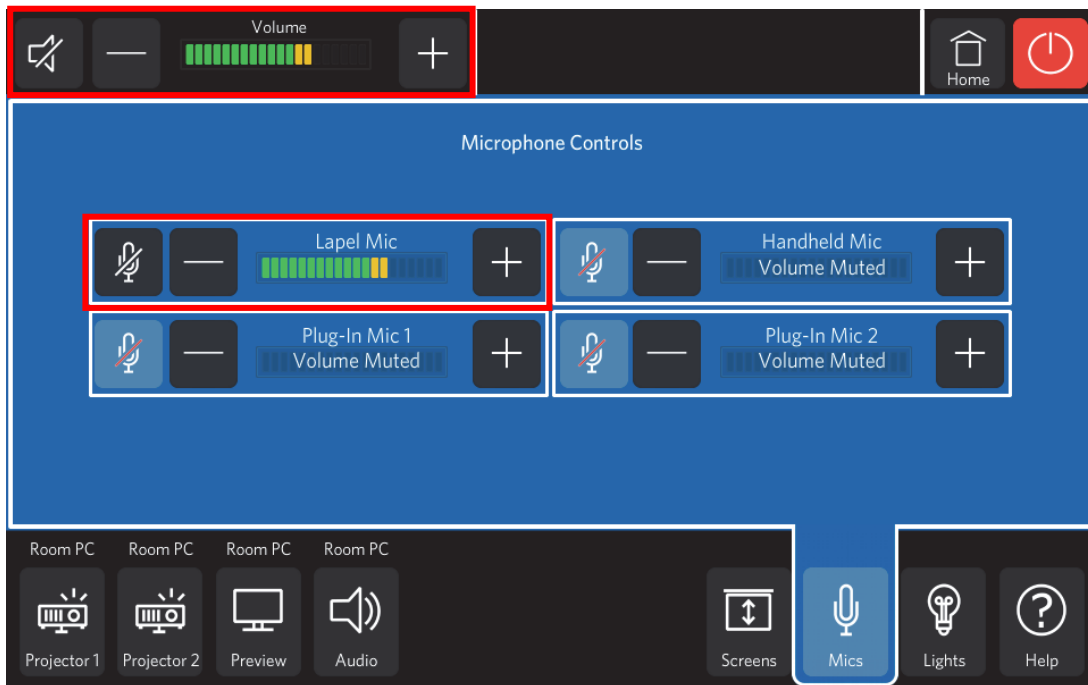 Volume
Home
Microphone Controls
Lapel Mic
Handheld Mic
Volume Muted
Plug-In Mic 1
Volume Muted
Plug-In Mic 2
Volume Muted
Room PC
Room PC
Room PC
Room PC
Projector 1
Projector 2
Preview
Audio
Screens
Mics
Lights
Help